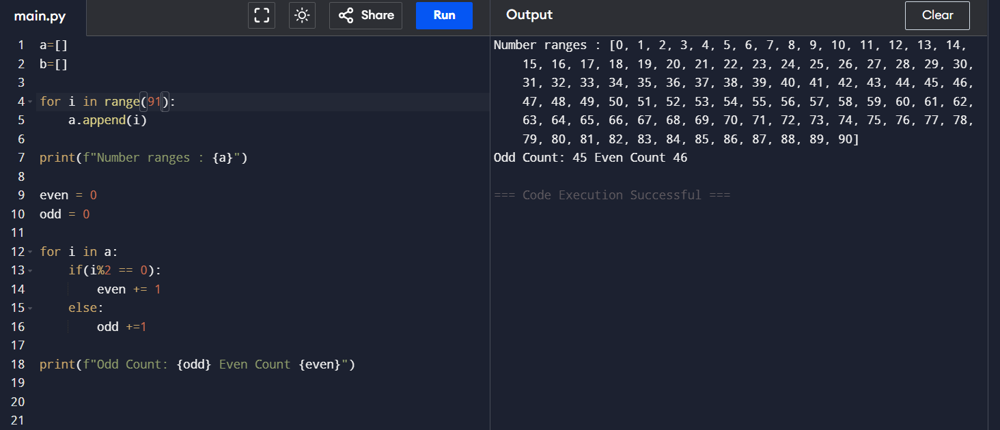 main.py
Share
Run
Output
Clear
1 a=[]
2 b=[]
3
4 for i in range(91):
5     a.append(i)
6
7 print(f"Number ranges : {a}")
8
9 even = 0
10 odd = 0
11
12 for i in a:
13     if(i%2 == 0):
14         even += 1
15     else:
16         odd +=1
17
18 print(f"Odd Count: {odd} Even Count {even}")
19
20
21
Number ranges : [0, 1, 2, 3, 4, 5, 6, 7, 8, 9, 10, 11, 12, 13, 14,
    15, 16, 17, 18, 19, 20, 21, 22, 23, 24, 25, 26, 27, 28, 29, 30,
    31, 32, 33, 34, 35, 36, 37, 38, 39, 40, 41, 42, 43, 44, 45, 46,
    47, 48, 49, 50, 51, 52, 53, 54, 55, 56, 57, 58, 59, 60, 61, 62,
    63, 64, 65, 66, 67, 68, 69, 70, 71, 72, 73, 74, 75, 76, 77, 78,
    79, 80, 81, 82, 83, 84, 85, 86, 87, 88, 89, 90]
Odd Count: 45 Even Count 46
=== Code Execution Successful ===